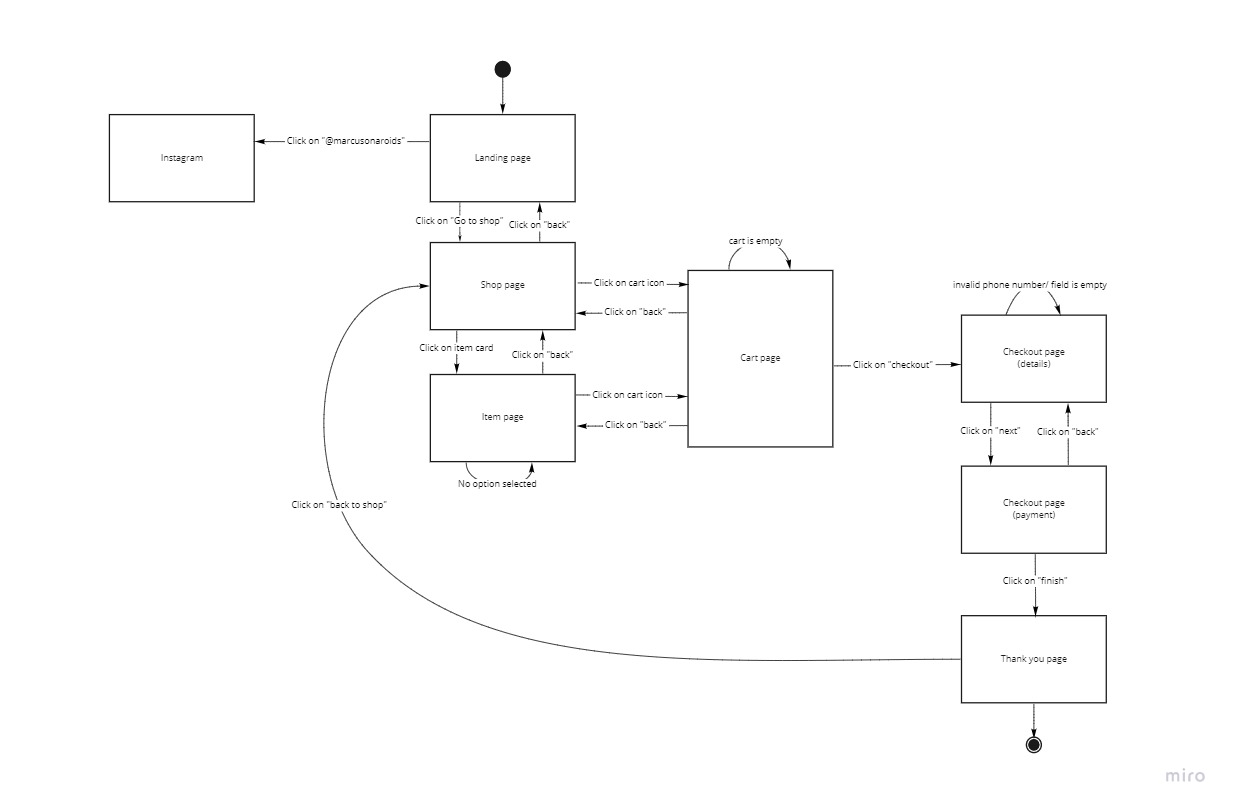 Instagram
Click on "@marcusonaroids"
Landing page
Click on "Go to shop"
Click on "back"
cart is empty
Shop page
Click on cart icon
Click on "back"
invalid phone number/ field is empty
Click on item card
Click on "back"
Cart page
Click on "checkout"
Checkout page
(details)
Item page
Click on cart icon
Click on "back"
No option selected
Click on "next"
Click on "back"
Click on "back to shop"
Checkout page
(payment)
Click on "finish"
Thank you page
miro